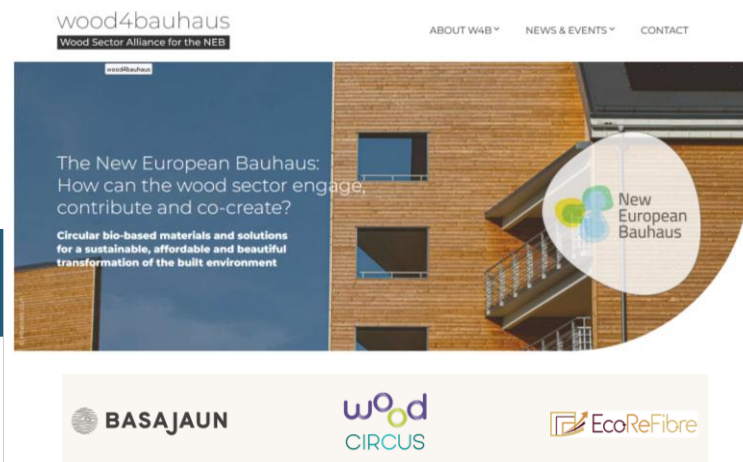 wood4bauhaus
Wood Sector Alliance for the NEB
ABOUT W4B
NEWS & EVENTS
CONTACT
wood4bauhaus
The New European Bauhaus:
How can the wood sector engage,
contribute and co-create?
Circular bio-based materials and solutions
for a sustainable, affordable and beautiful
transformation of the built environment
New
European
Bauhaus
BASAJAUN
wood
CIRCUS
EcoReFibre